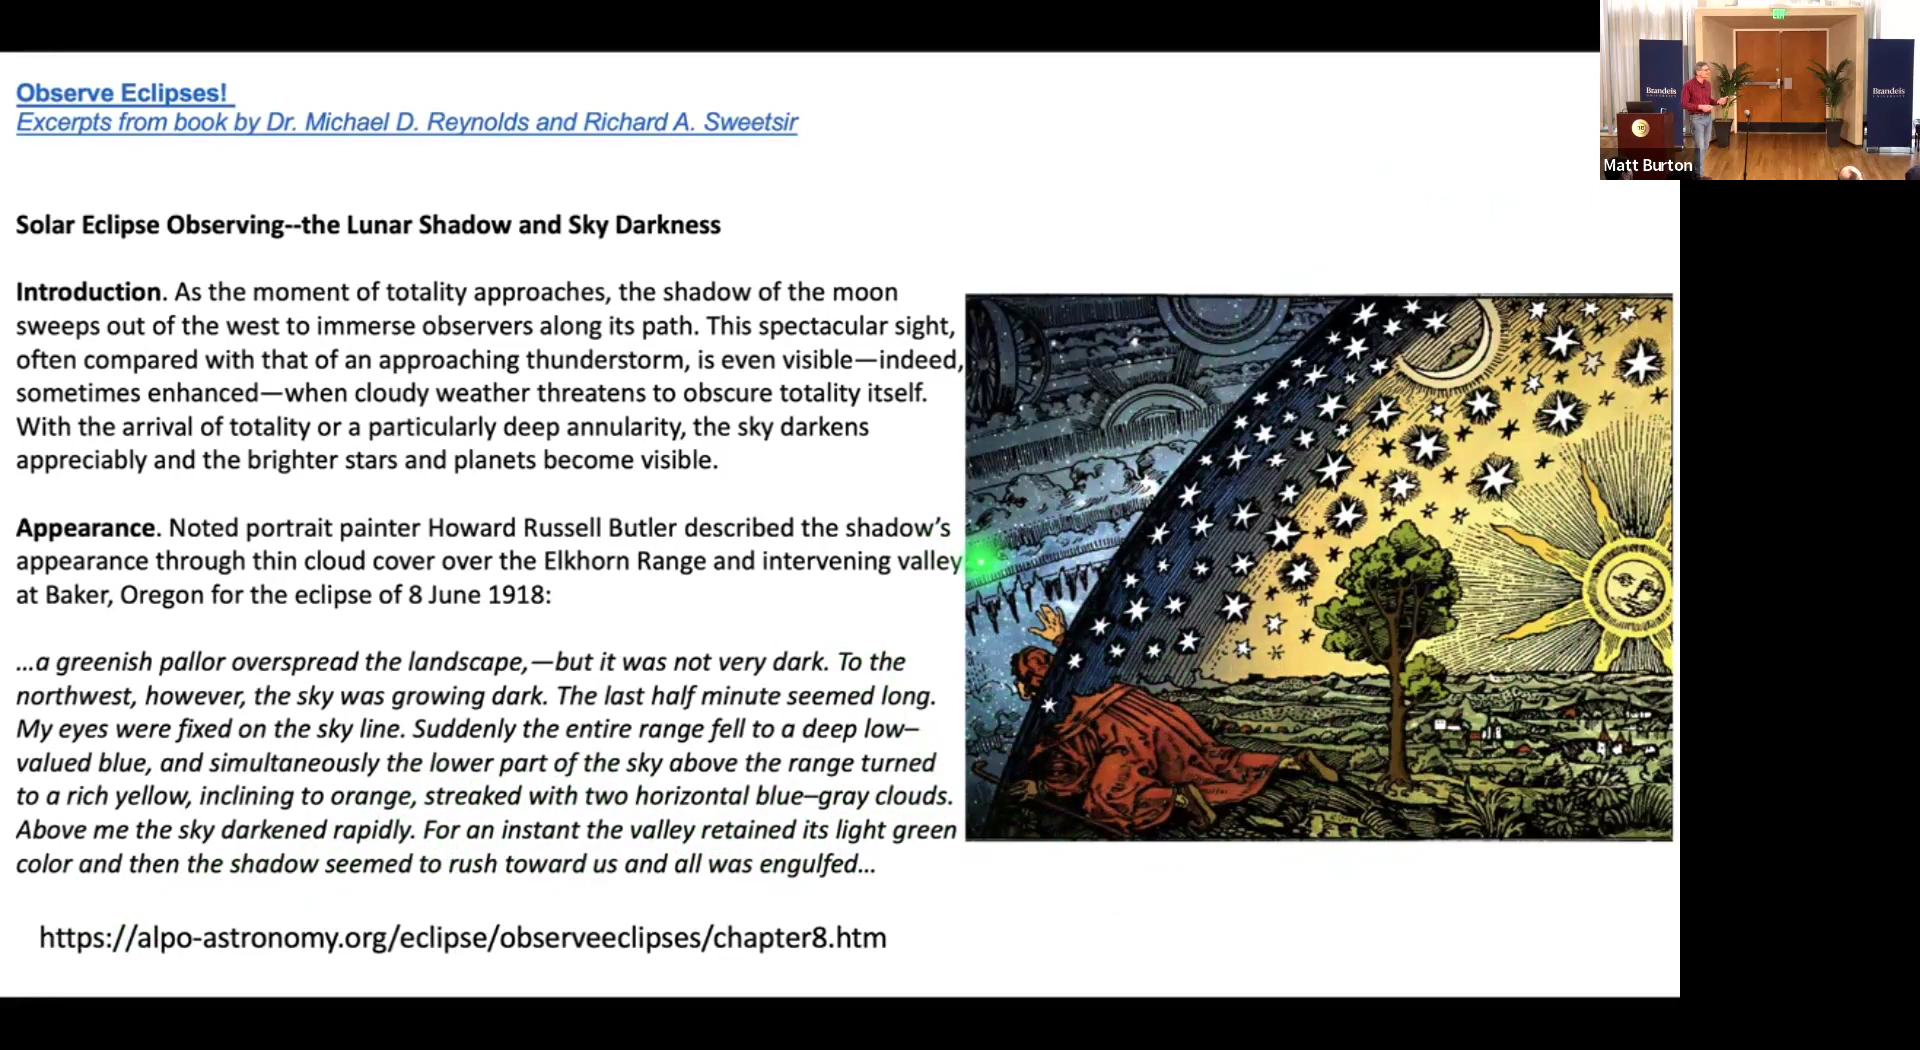 Observe Eclipses!
Excerpts from book by Dr. Michael D. Reynolds and Richard A. Sweetsir
Solar Eclipse Observing--the Lunar Shadow and Sky Darkness
Introduction. As the moment of totality approaches, the shadow of the moon
sweeps out of the west to immerse observers along its path. This spectacular sight,
often compared with that of an approaching thunderstorm, is even visible—indeed,
sometimes enhanced—when cloudy weather threatens to obscure totality itself.
With the arrival of totality or a particularly deep annularity, the sky darkens
appreciably and the brighter stars and planets become visible.
Appearance. Noted portrait painter Howard Russell Butler described the shadow’s
appearance through thin cloud cover over the Elkhorn Range and intervening valley
at Baker, Oregon for the eclipse of 8 June 1918:
…a greenish pallor overspread the landscape,—but it was not very dark. To the
northwest, however, the sky was growing dark. The last half minute seemed long.
My eyes were fixed on the sky line. Suddenly the entire range fell to a deep low–
valued blue, and simultaneously the lower part of the sky above the range turned
to a rich yellow, inclining to orange, streaked with two horizontal blue–gray clouds.
Above me the sky darkened rapidly. For an instant the valley retained its light green
color and then the shadow seemed to rush toward us and all was engulfed…
https://alpo-astronomy.org/eclipse/observeeclipses/chapter8.htm
EXIT
Brandeis
UNIVERSITY
Brandeis
UNIVERSITY
Matt Burton